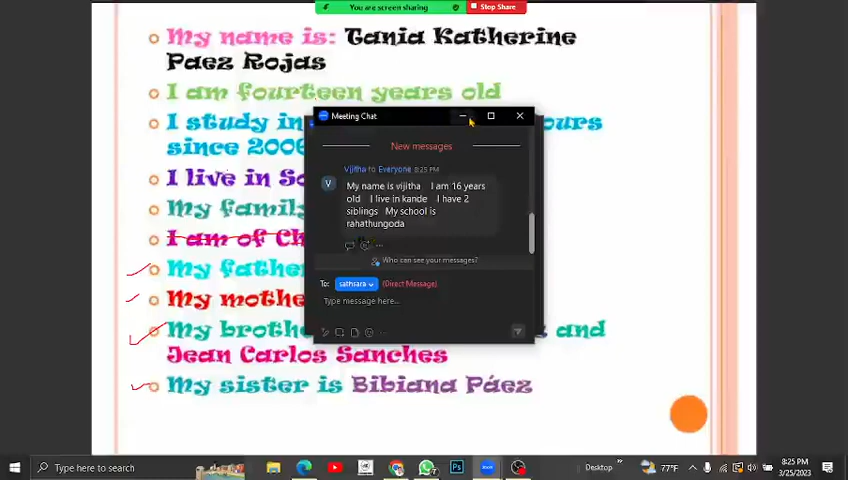 You are screen sharing
Stop Share
My name is: Tania Katherine
Paez Rojas
I am fourteen years old
I study in
ours
since
I live in
My family
I am of
My father
My mother
My brother
and
Jean Carlos Sanches
My sister is Bibiana Páez
Meeting Chat
New messages
Vijitha to Everyone 8:25 PM
V
My name is vijitha I am 16 years
old I live in kande I have 2
siblings My school is
rahathungoda
Who can see your messages?
To: sathsara (Direct Message)
Type message here...
Type here to search
Desktop
77°F
8:25 PM
3/25/2023